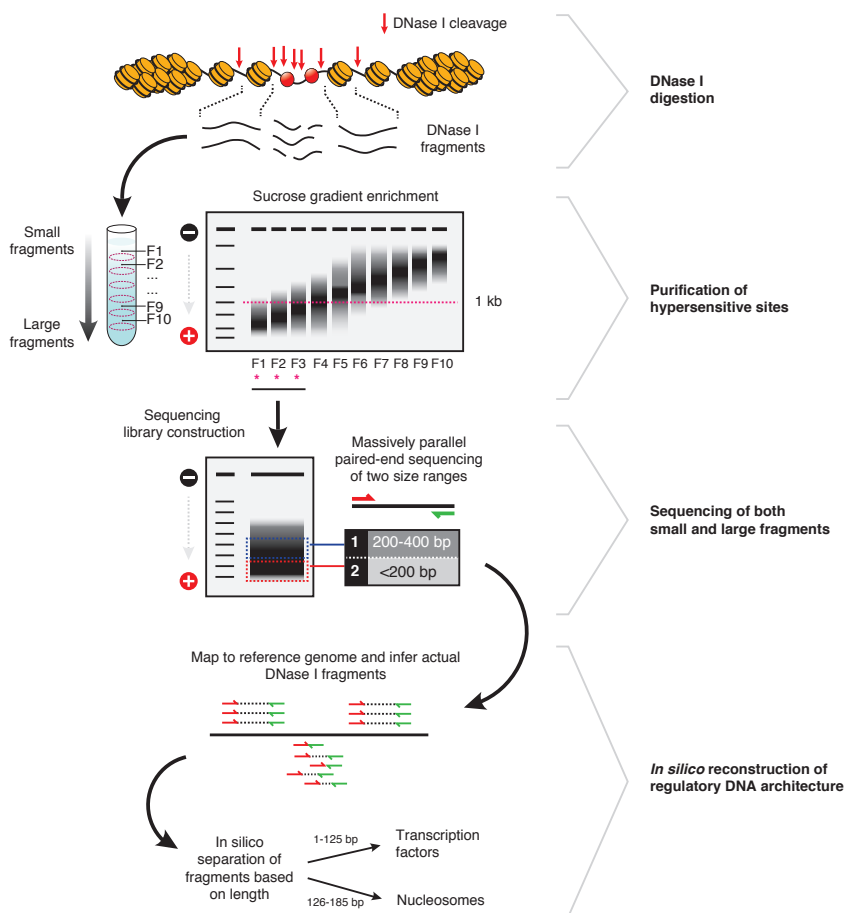 DNase I cleavage
DNase I
digestion
DNase I
fragments
Sucrose gradient enrichment
Small
fragments
F1
F2
...
...
F9
F10
Large
fragments
−
+
1 kb
F1 F2 F3 F4 F5 F6 F7 F8 F9 F10
* * *
Purification of
hypersensitive sites
Sequencing
library construction
Massively parallel
paired-end sequencing
of two size ranges
−
+
1 200-400 bp
2 <200 bp
Sequencing of both
small and large fragments
Map to reference genome and infer actual
DNase I fragments
In silico reconstruction of
regulatory DNA architecture
In silico
separation of
fragments based
on length
1-125 bp
Transcription
factors
126-185 bp
Nucleosomes